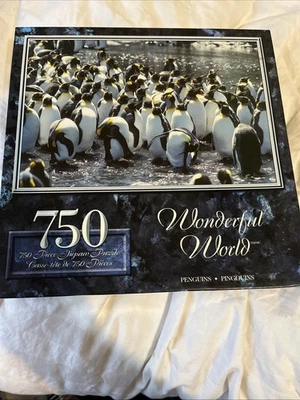 750
750 Piece Jigsaw Puzzle
Casse-tête de 750 Pièces
Wonderful
World
PENGUINS • PINGOUINS